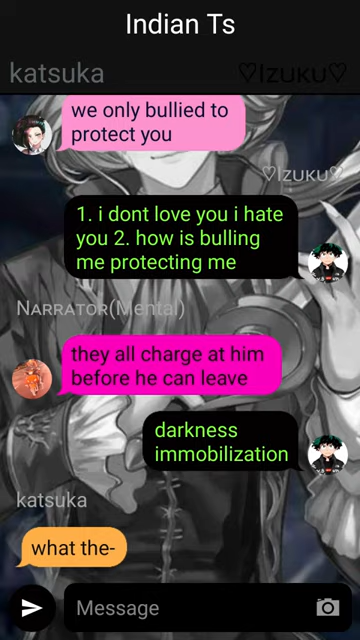 Indian Ts
katsuka
♡Izuku♡
we only bullied to
protect you
♡Izuku♡
1. i dont love you i hate
you 2. how is bulling
me protecting me
Narrator(Mental)
they all charge at him
before he can leave
darkness
immobilization
katsuka
what the-
Message